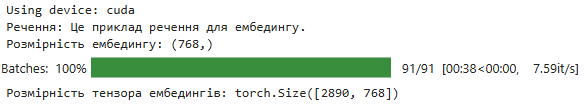 Using device: cuda
Речення: Це приклад речення для ембедингу.
Розмірність ембедингу: (768,)
Batches: 100% 91/91 [00:38<00:00, 7.59it/s]
Розмірність тензора ембедингів: torch.Size([2890, 768])